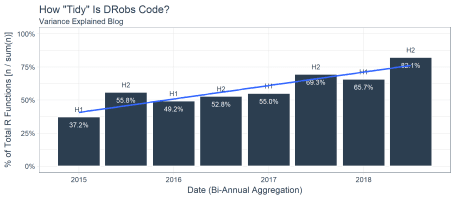 How "Tidy" Is DRobs Code?
Variance Explained Blog
% of Total R Functions [n / sum(n)]
100%
75%
50%
25%
0%
H1
37.2%
H2
55.8%
H1
49.2%
H2
52.8%
H1
55.0%
H2
69.3%
H1
65.7%
H2
82.1%
2015
2016
2017
2018
Date (Bi-Annual Aggregation)